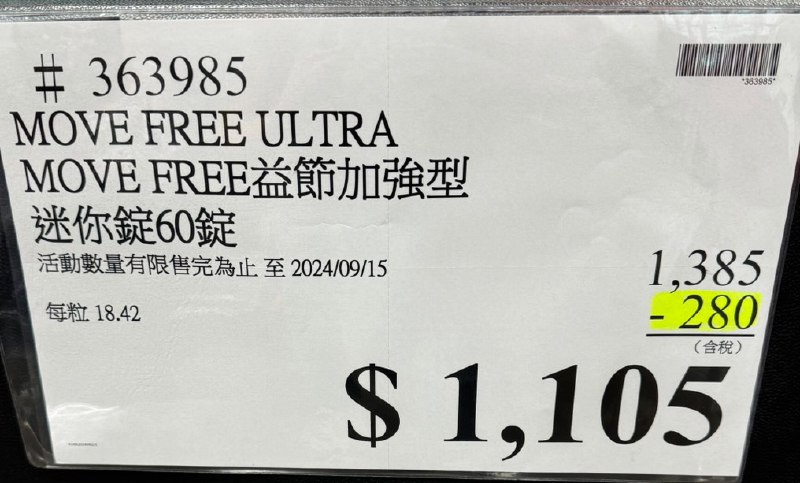 # 363985
*363985*
MOVE FREE ULTRA
MOVE FREE益節加強型
迷你錠60錠
活動數量有限售完為止 至 2024/09/15
1,385
- 280
每粒 18.42
(含稅)
$ 1,105